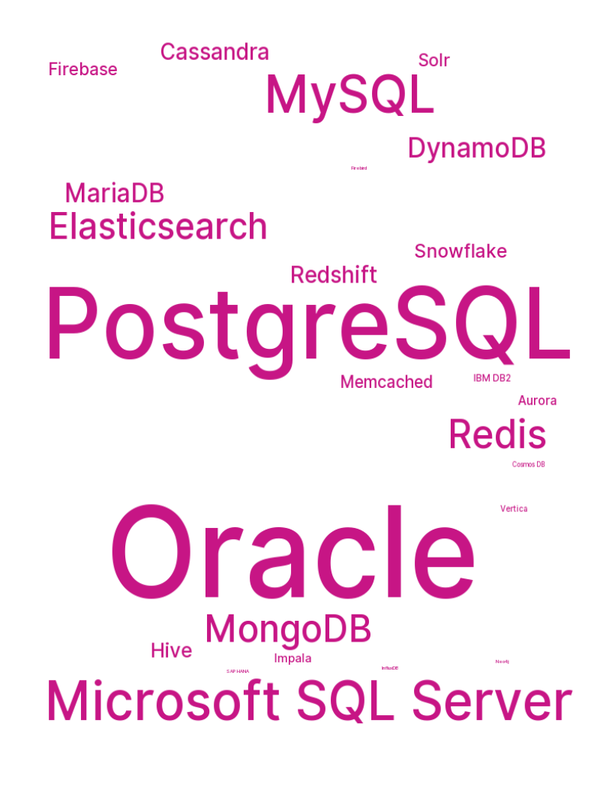 Cassandra
Solr
Firebase
MySQL
DynamoDB
MariaDB
Elasticsearch
Snowflake
Redshift
PostgreSQL
Memcached
IBM DB2
Aurora
Redis
Cosmos DB
Vertica
Oracle
MongoDB
Hive
Impala
SAP HANA
InfluxDB
Neo4j
Microsoft SQL Server